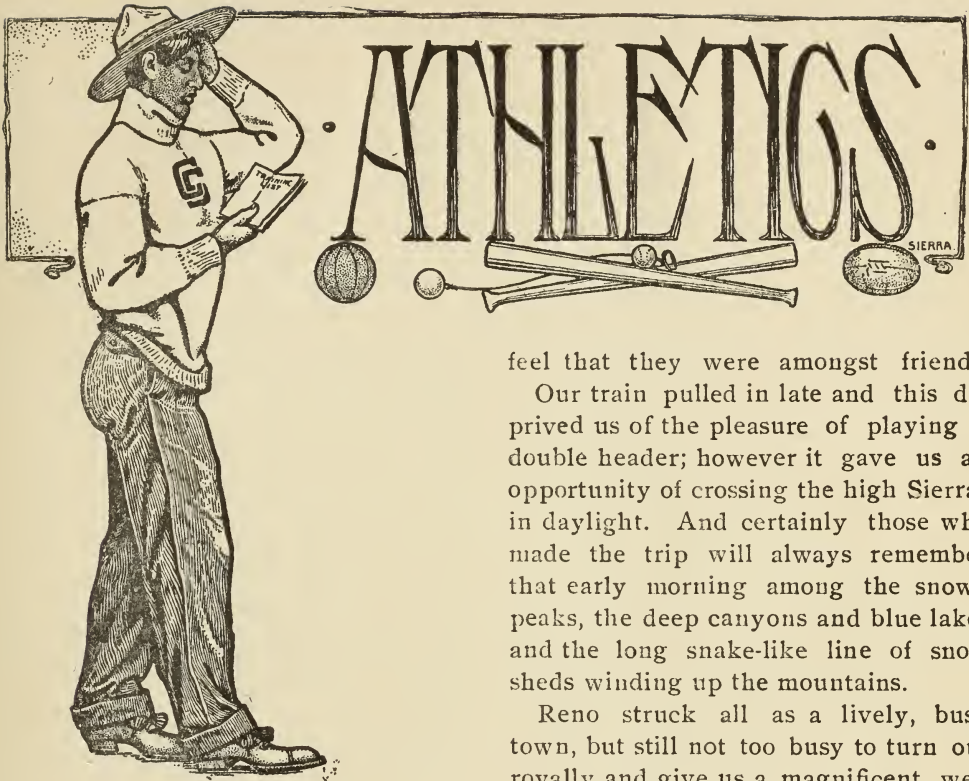 ATHLETICS
TRAINING
LIST
SIERRA
feel that they were amongst friend
Our train pulled in late and this d
prived us of the pleasure of playing
double header; however it gave us a
opportunity of crossing the high Sierra
in daylight. And certainly those wh
made the trip will always remembe
that early morning among the snow
peaks, the deep canyons and blue lake
and the long snake-like line of sno
sheds winding up the mountains.
Reno struck all as a lively, bus
town, but still not too busy to turn o
royally and give us a magnificent we